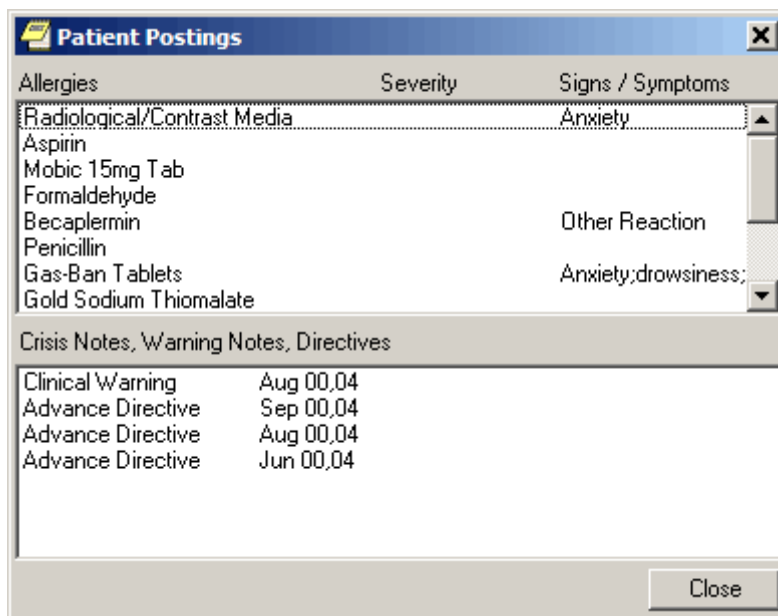 Patient Postings
Allergies Severity Signs / Symptoms
Radiological/Contrast Media Anxiety
Aspirin
Mobic 15mg Tab
Formaldehyde
Becaplermin Other Reaction
Penicillin
Gas-Ban Tablets Anxiety;drowsiness;
Gold Sodium Thiomalate
Crisis Notes, Warning Notes, Directives
Clinical Warning Aug 00,04
Advance Directive Sep 00,04
Advance Directive Aug 00,04
Advance Directive Jun 00,04
Close